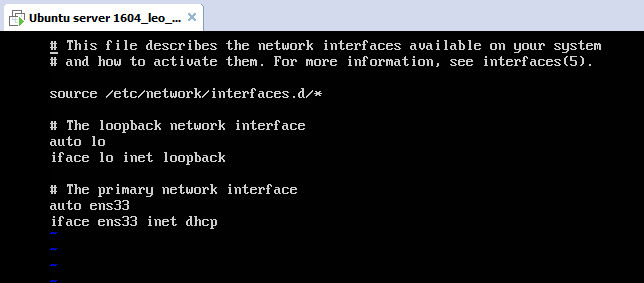 Ubuntu server 1604_leo_...
# This file describes the network interfaces available on your system
# and how to activate them. For more information, see interfaces(5).
source /etc/network/interfaces.d/*
# The loopback network interface
auto lo
iface lo inet loopback
# The primary network interface
auto ens33
iface ens33 inet dhcp
~
~
~
~